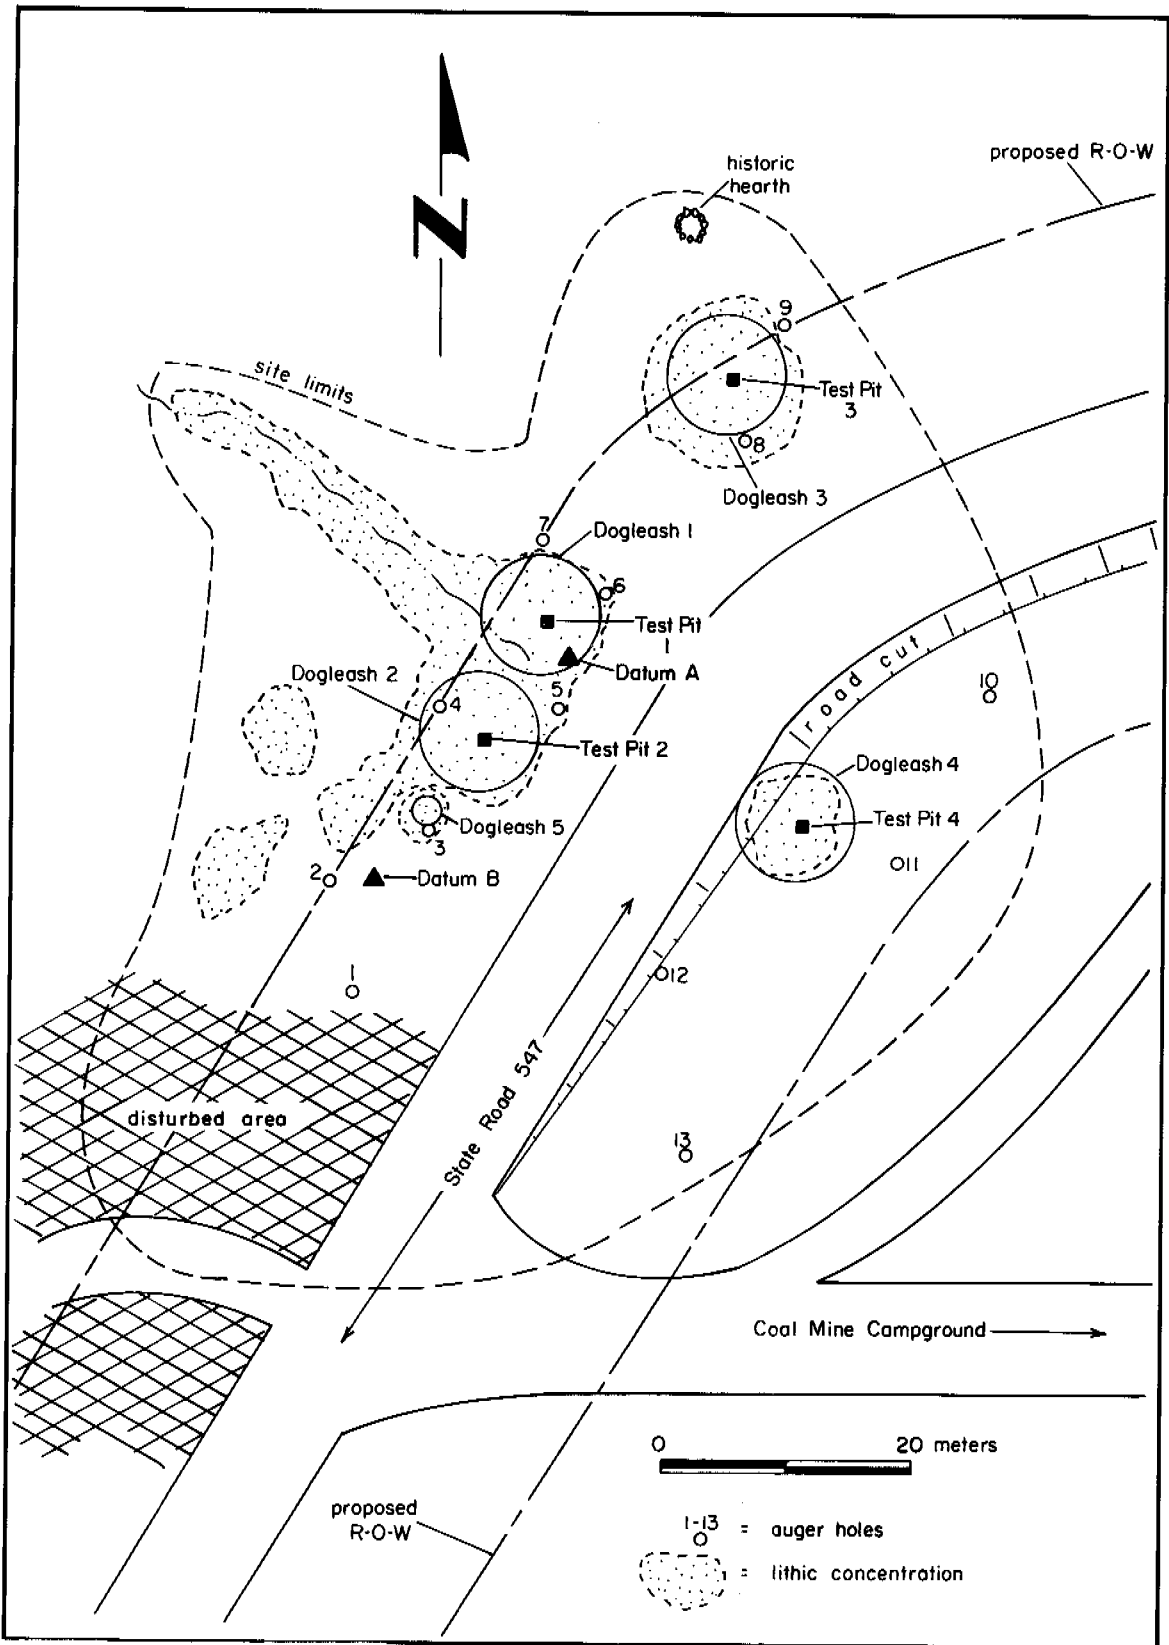 N
historic
hearth
proposed R-O-W
site limits
9
Test Pit
3
8
Dogleash 3
7
Dogleash 1
6
Test Pit
1
Datum A
Dogleash 2
4
5
Test Pit 2
road cut
10
Dogleash 4
Test Pit 4
Dogleash 5
3
2
Datum B
11
1
12
State Road 547
disturbed area
13
Coal Mine Campground
0 20 meters
proposed
R-O-W
1-13
= auger holes
= lithic concentration